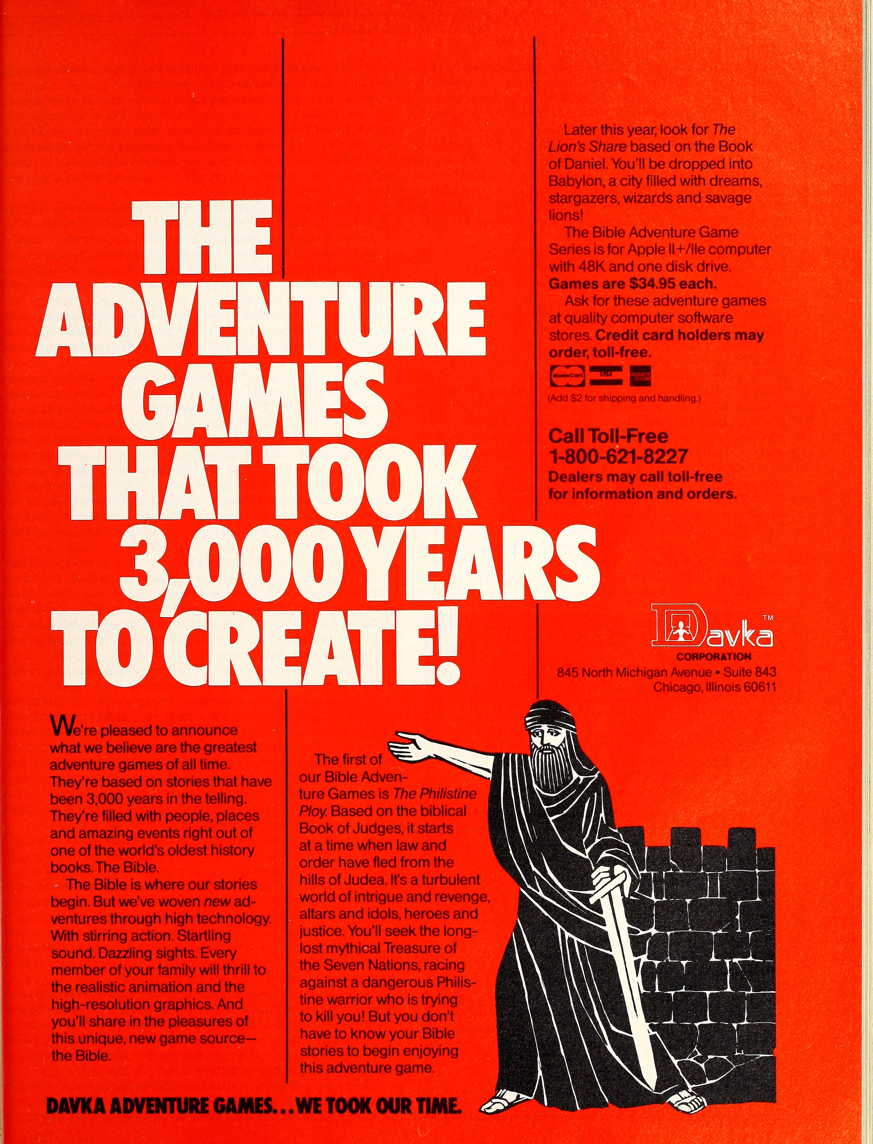 THE
ADVENTURE
GAMES
THAT TOOK
3,000 YEARS
TO CREATE!
We're pleased to announce
what we believe are the greatest
adventure games of all time.
They're based on stories that have
been 3,000 years in the telling.
They're filled with people, places
and amazing events right out of
one of the world's oldest history
books. The Bible.
The Bible is where our stories
begin. But we've woven new ad-
ventures through high technology.
With stirring action. Startling
sound. Dazzling sights. Every
member of your family will thrill to
the realistic animation and the
high-resolution graphics. And
you'll share in the pleasures of
this unique, new game source—
the Bible.
The first of
our Bible Adven-
ture Games is The Philistine
Ploy. Based on the biblical
Book of Judges, it starts
at a time when law and
order have fled from the
hills of Judea. It's a turbulent
world of intrigue and revenge,
altars and idols, heroes and
justice. You'll seek the long-
lost mythical Treasure of
the Seven Nations, racing
against a dangerous Philis-
tine warrior who is trying
to kill you! But you don't
have to know your Bible
stories to begin enjoying
this adventure game.
Later this year, look for The
Lion's Share based on the Book
of Daniel. You'll be dropped into
Babylon, a city filled with dreams,
stargazers, wizards and savage
lions!
The Bible Adventure Game
Series is for Apple II+/IIe computer
with 48K and one disk drive.
Games are $34.95 each.
Ask for these adventure games
at quality computer software
stores. Credit card holders may
order, toll-free.
MasterCard VISA
(Add $2 for shipping and handling.)
Call Toll-Free
1-800-621-8227
Dealers may call toll-free
for information and orders.
Davka TM
CORPORATION
845 North Michigan Avenue • Suite 843
Chicago, Illinois 60611
DAVKA ADVENTURE GAMES...WE TOOK OUR TIME.